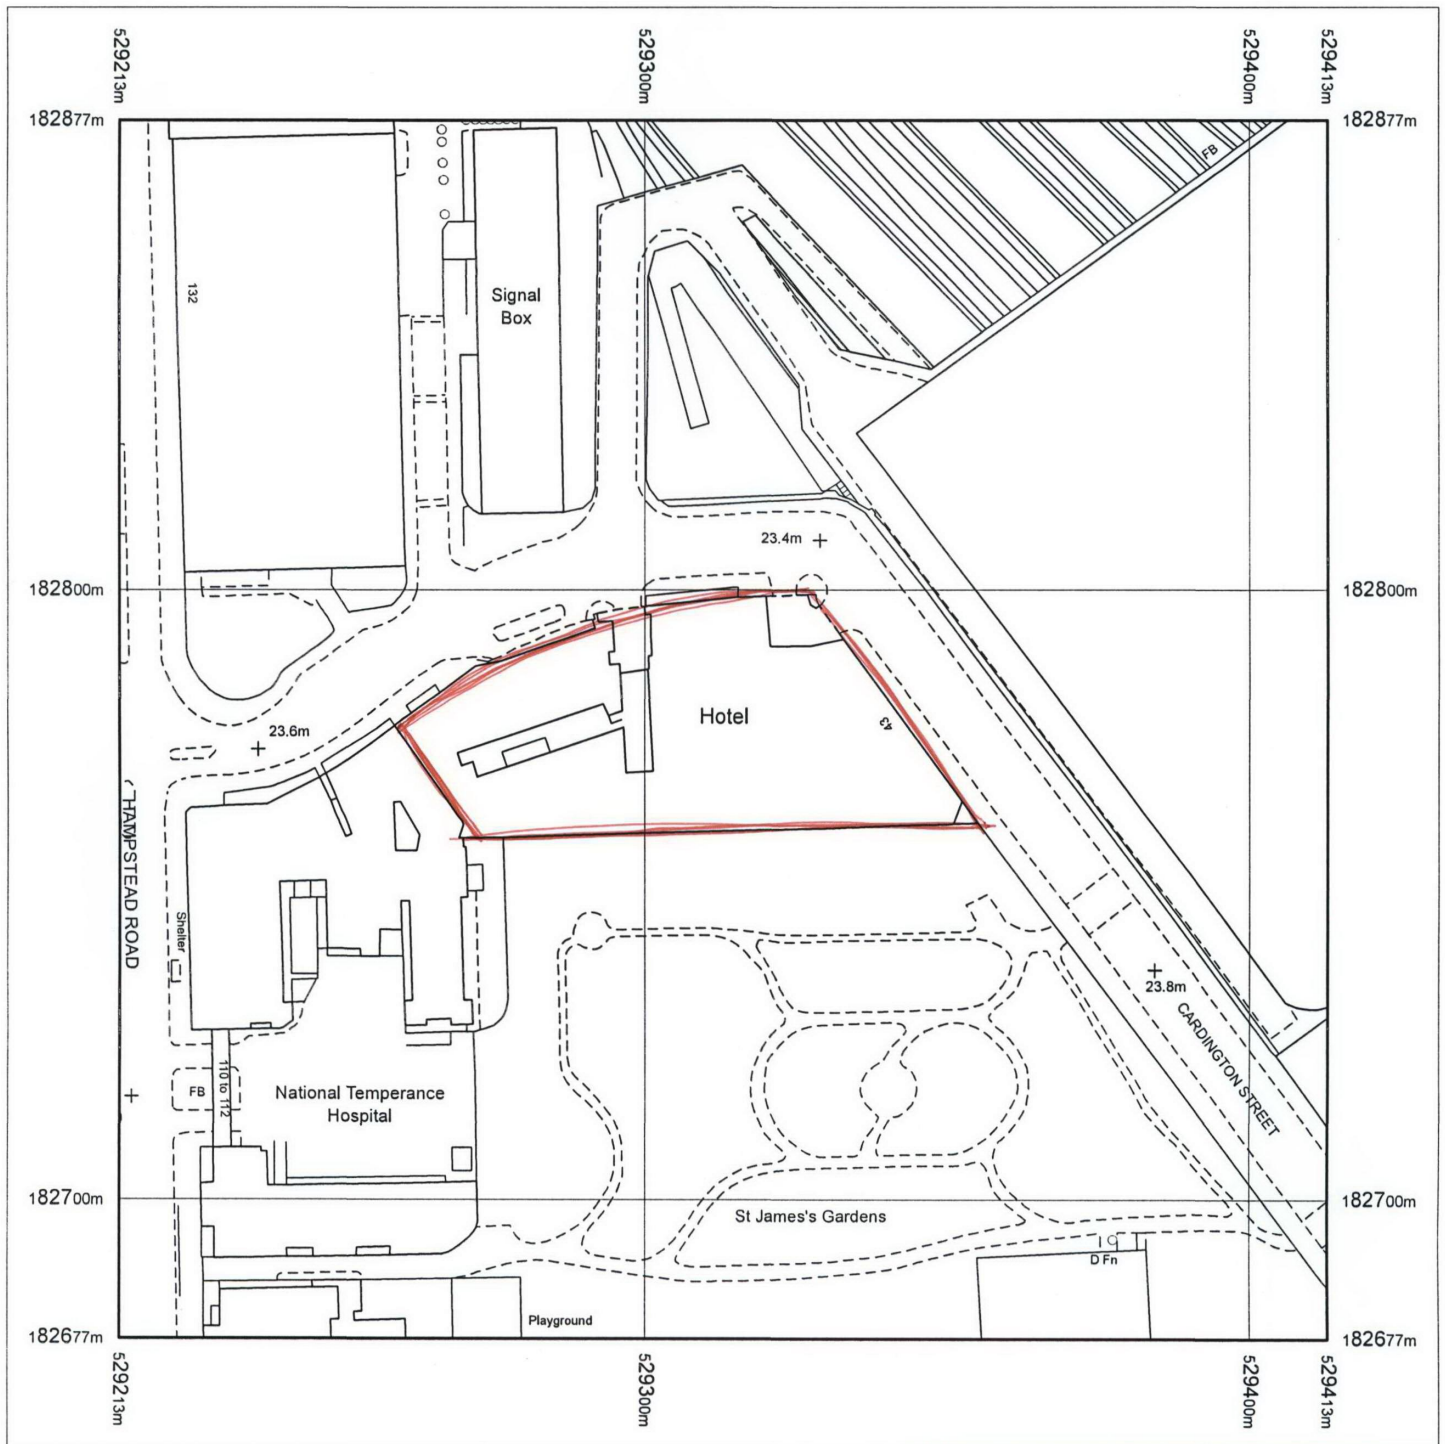 529213m
529300m
529400m
529413m
182877m
182877m
FB
132
Signal
Box
23.4m
182800m
182800m
23.6m
Hotel
43
HAMPSTEAD ROAD
Shelter
23.8m
CARDINGTON STREET
FB
110 to 112
National Temperance
Hospital
182700m
182700m
St James's Gardens
D Fn
Playground
182677m
182677m
529213m
529300m
529400m
529413m